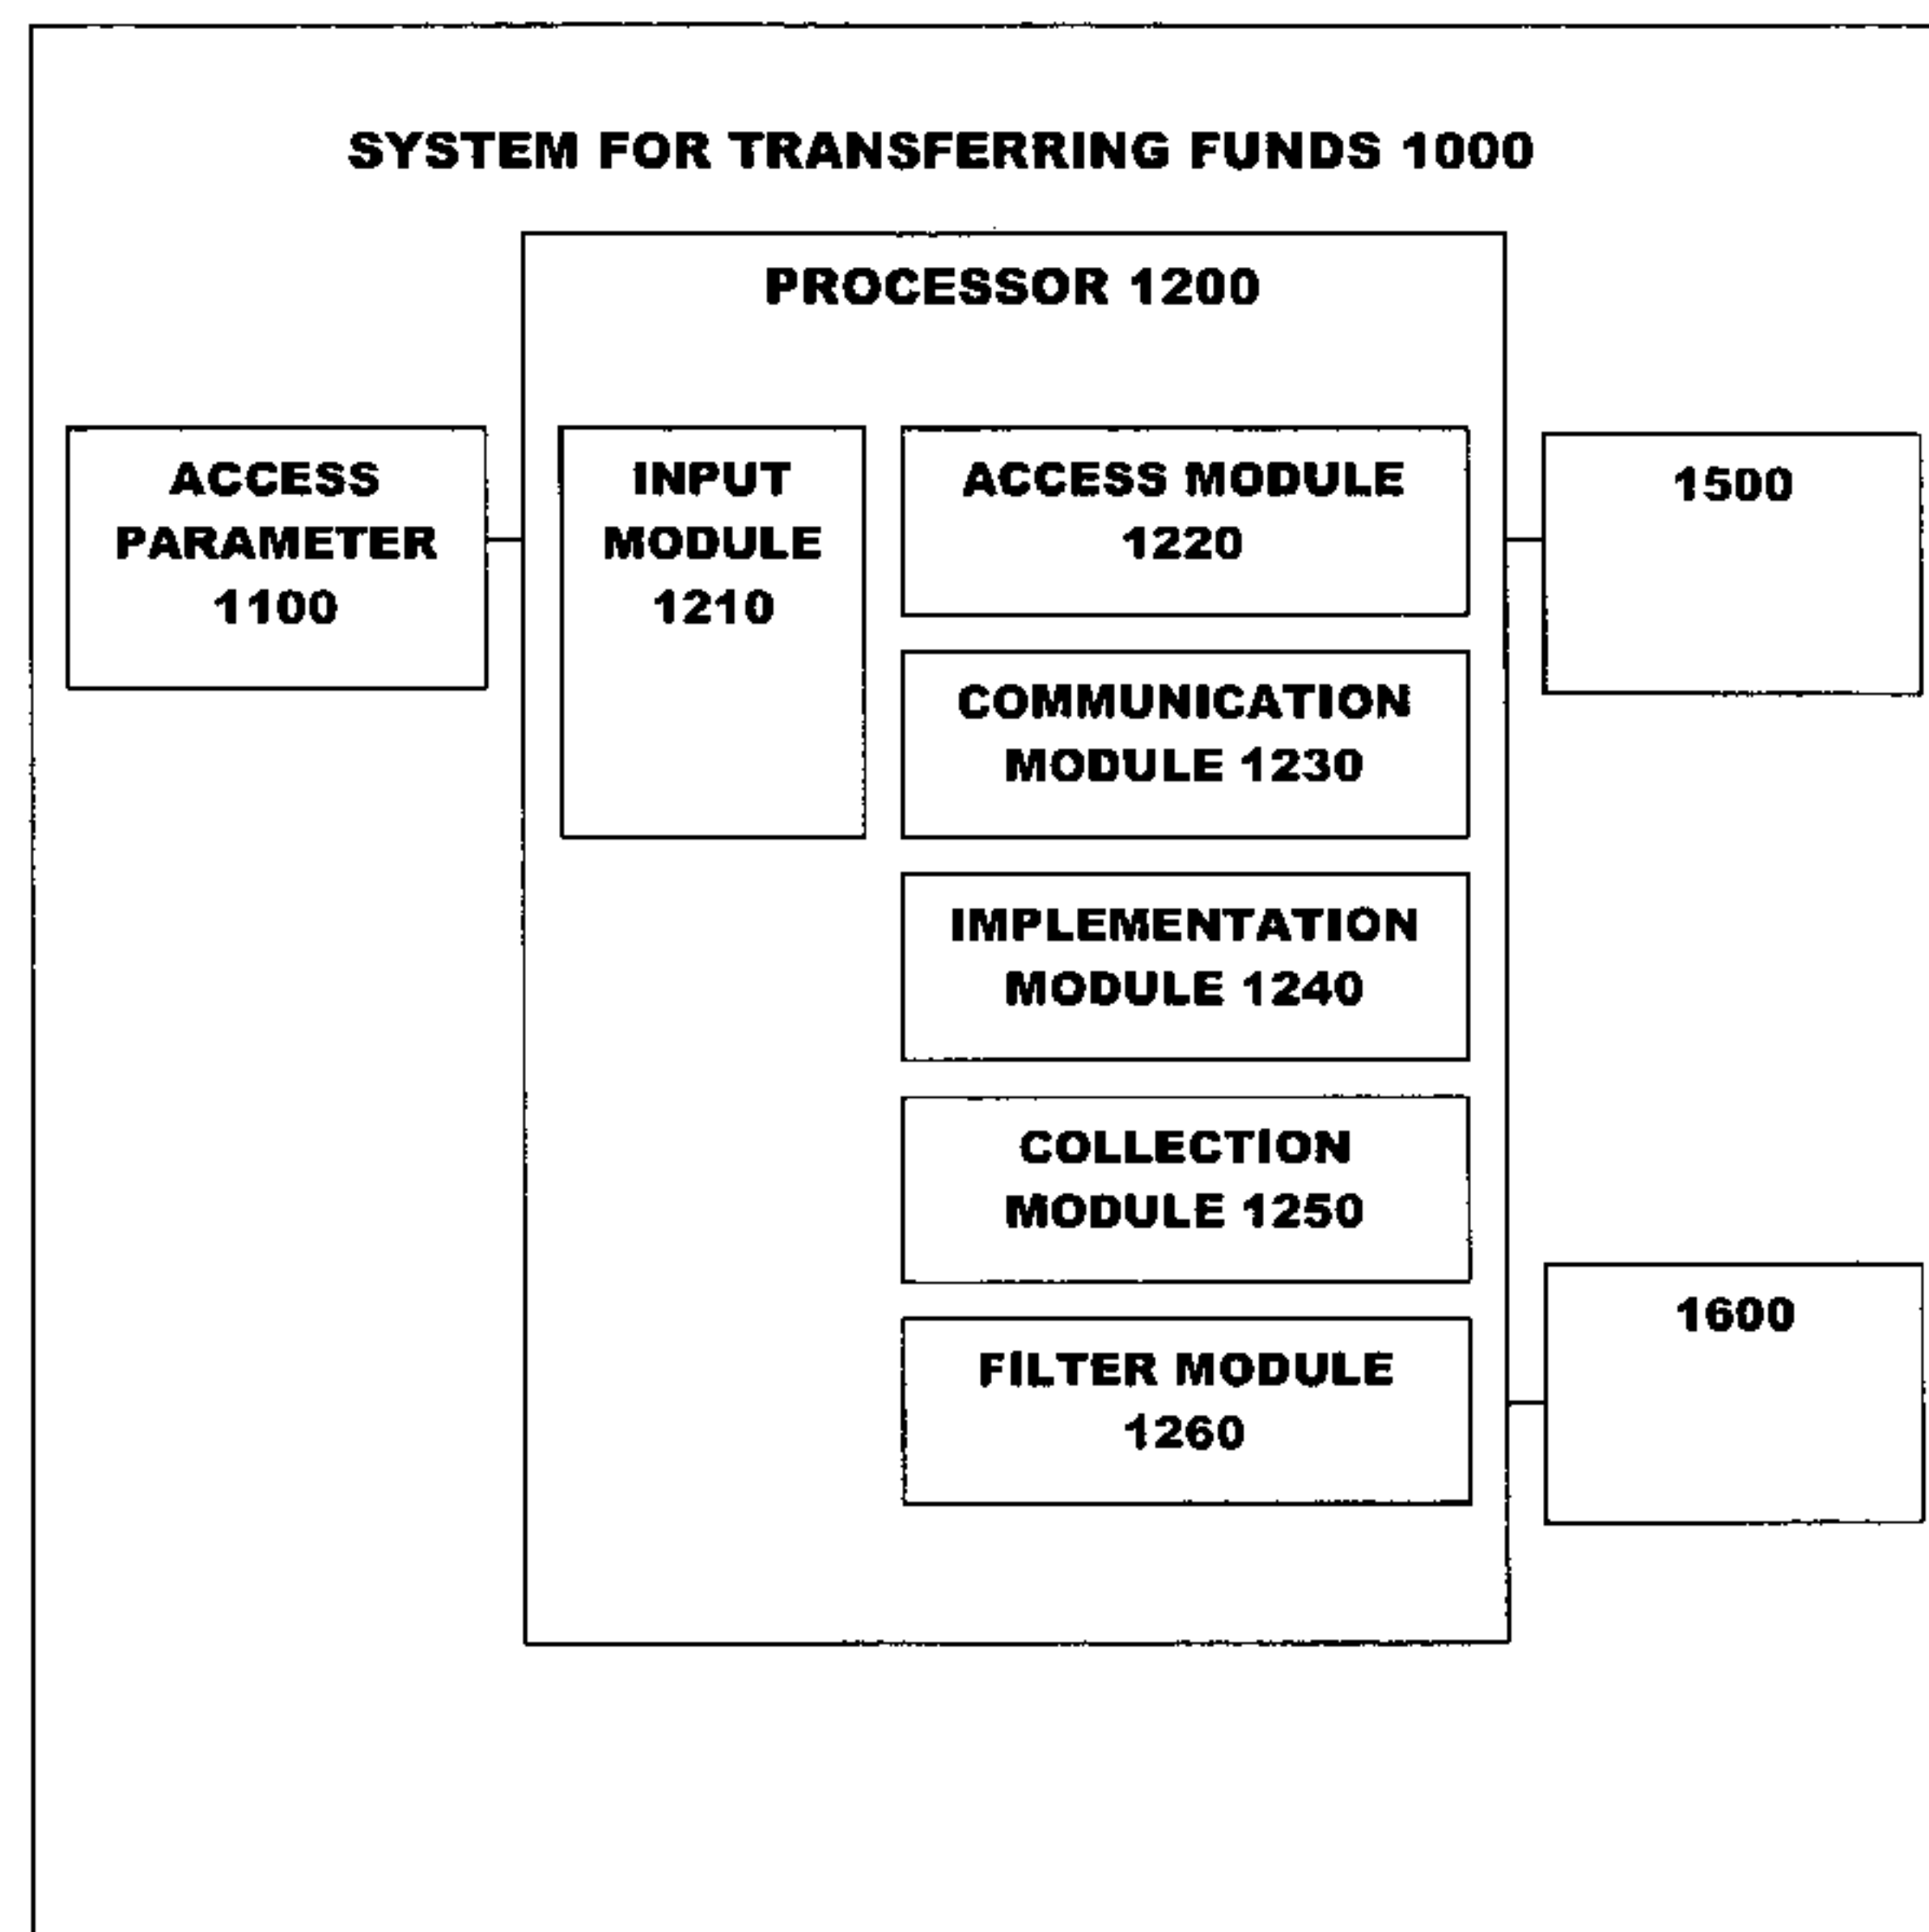 SYSTEM FOR TRANSFERRING FUNDS 1000
PROCESSOR 1200
ACCESS
PARAMETER
1100
INPUT
MODULE
1210
ACCESS MODULE
1220
COMMUNICATION
MODULE 1230
IMPLEMENTATION
MODULE 1240
COLLECTION
MODULE 1250
FILTER MODULE
1260
1500
1600